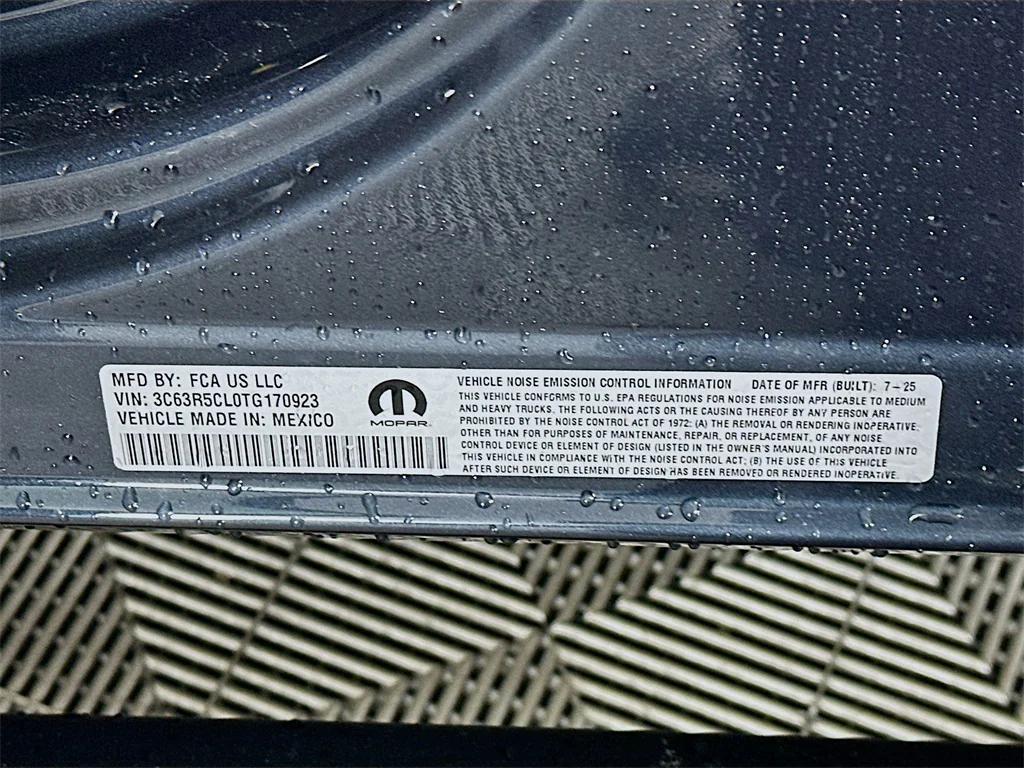 MFD BY: FCA US LLC
VIN: 3C63R5CL0TG170923
VEHICLE MADE IN: MEXICO
MOPAR
VEHICLE NOISE EMISSION CONTROL INFORMATION DATE OF MFR (BUILT): 7-25
THIS VEHICLE CONFORMS TO U.S. EPA REGULATIONS FOR NOISE EMISSION APPLICABLE TO MEDIUM
AND HEAVY TRUCKS. THE FOLLOWING ACTS OR THE CAUSING THEREOF BY ANY PERSON ARE
PROHIBITED BY THE NOISE CONTROL ACT OF 1972: (A) THE REMOVAL OR RENDERING INOPERATIVE,
OTHER THAN FOR PURPOSES OF MAINTENANCE, REPAIR, OR REPLACEMENT, OF ANY NOISE
CONTROL DEVICE OR ELEMENT OF DESIGN (LISTED IN THE OWNER'S MANUAL) INCORPORATED INTO
THIS VEHICLE IN COMPLIANCE WITH THE NOISE CONTROL ACT; (B) THE USE OF THIS VEHICLE
AFTER SUCH DEVICE OR ELEMENT OF DESIGN HAS BEEN REMOVED OR RENDERED INOPERATIVE.